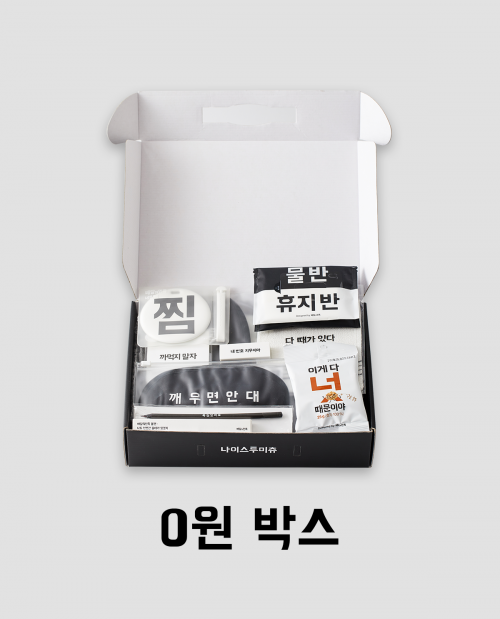 물반
휴지반
찜
까먹지 말자
다 때가 있다
이게 다
너
때문이야
깨우면안대
나이스투미츄
0원 박스